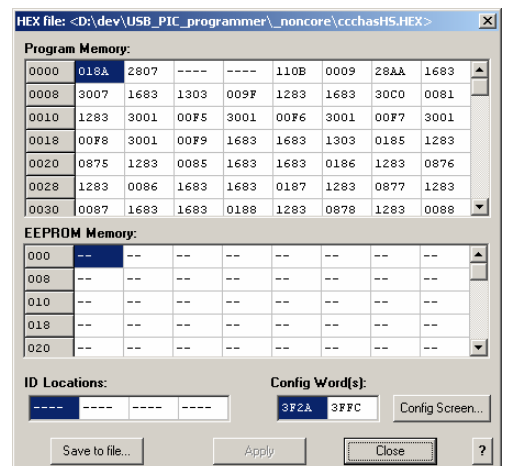 HEX file: <D:\dev\USB_PIC_programmer\_noncore\ccchasHS.HEX>
Program Memory:
0000 018A 2807 ---- ---- 110B 0009 28AA 1683
0008 3007 1683 1303 009F 1283 1683 30C0 0081
0010 1283 3001 00F5 3001 00F6 3001 00F7 3001
0018 00F8 3001 00F9 1683 1683 1303 0185 1283
0020 0875 1283 0085 1683 1683 0186 1283 0876
0028 1283 0086 1683 1683 0187 1283 0877 1283
0030 0087 1683 1683 0188 1283 0878 1283 0088
EEPROM Memory:
000 -- -- -- -- -- -- -- --
008 -- -- -- -- -- -- -- --
010 -- -- -- -- -- -- -- --
018 -- -- -- -- -- -- -- --
020 -- -- -- -- -- -- -- --
ID Locations: Config Word(s):
---- ---- ---- ---- 3F2A 3FFC Config Screen...
Save to file... Apply Close ?